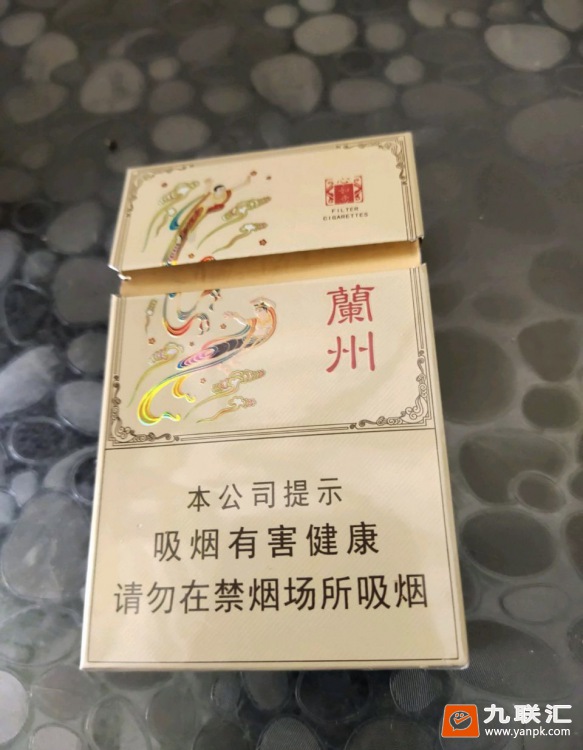 FILTER
CIGARETTES
蘭州
本公司提示
吸烟有害健康
请勿在禁烟场所吸烟
九联汇
www.yanpk.com